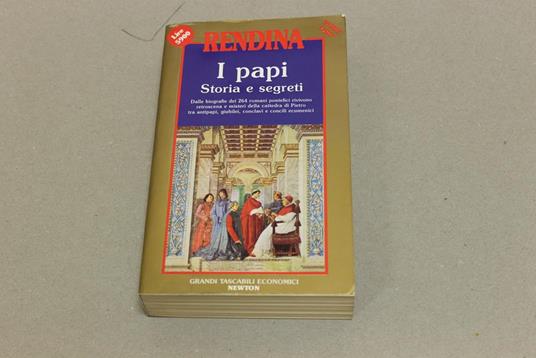 Lire
5900
RENDINA
I papi
Storia e segreti
Dalle biografie dei 264 romani pontefici rivivono
retroscena e misteri della cattedra di Pietro
tra antipapi, giubilei, conclavi e concili ecumenici
GRANDI TASCABILI ECONOMICI
NEWTON